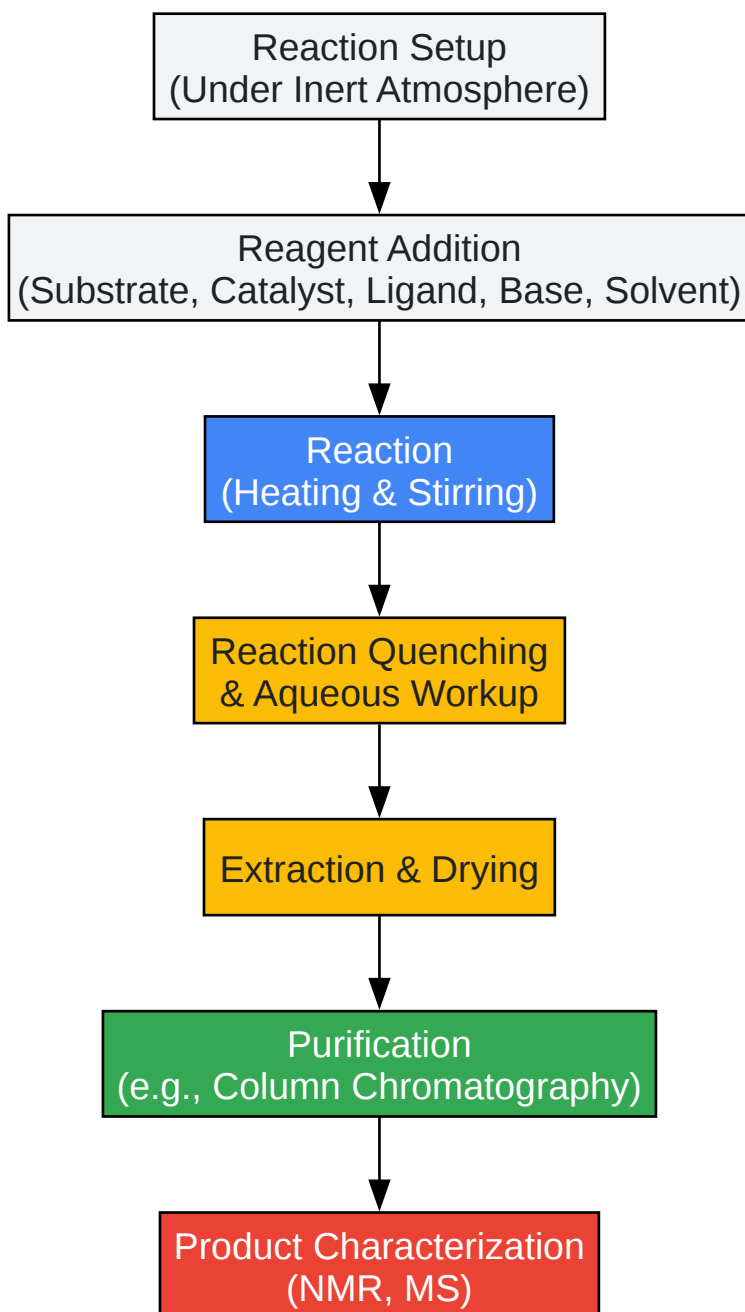 Reaction Setup
(Under Inert Atmosphere)
Reagent Addition
(Substrate, Catalyst, Ligand, Base, Solvent)
Reaction
(Heating & Stirring)
Reaction Quenching
& Aqueous Workup
Extraction & Drying
Purification
(e.g., Column Chromatography)
Product Characterization
(NMR, MS)